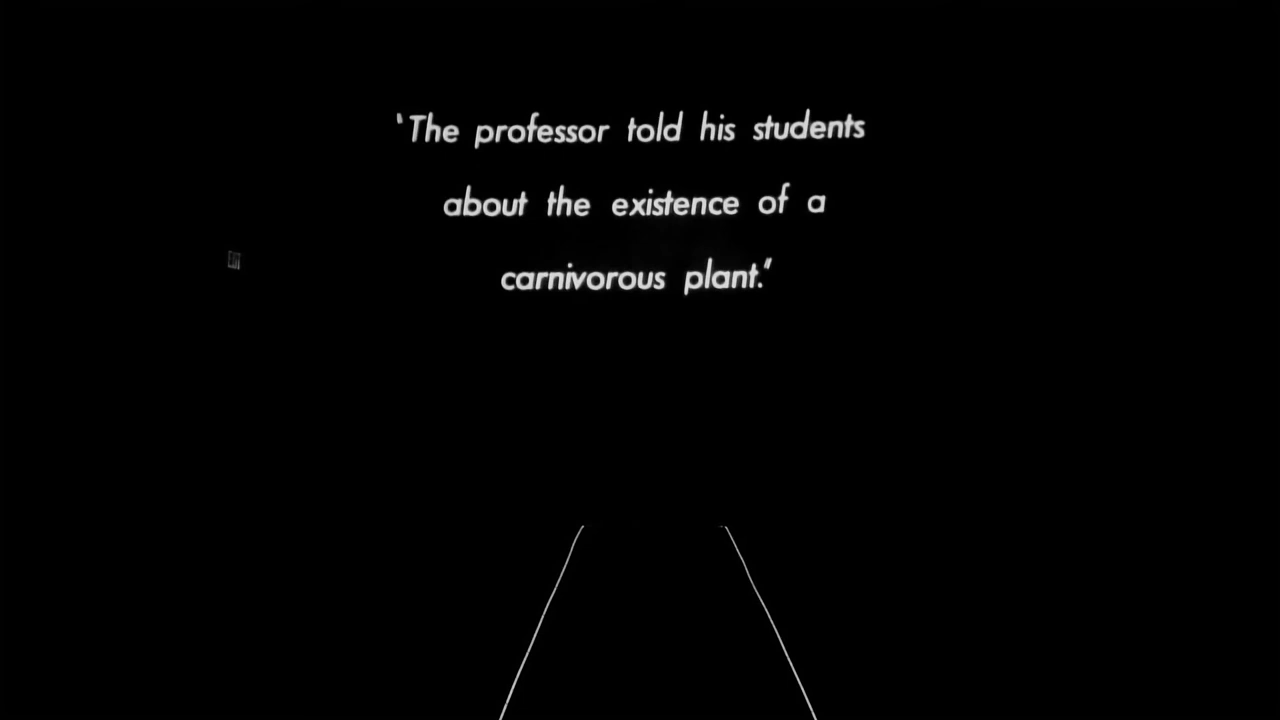 ‛The professor told his students
about the existence of a
carnivorous plant.″